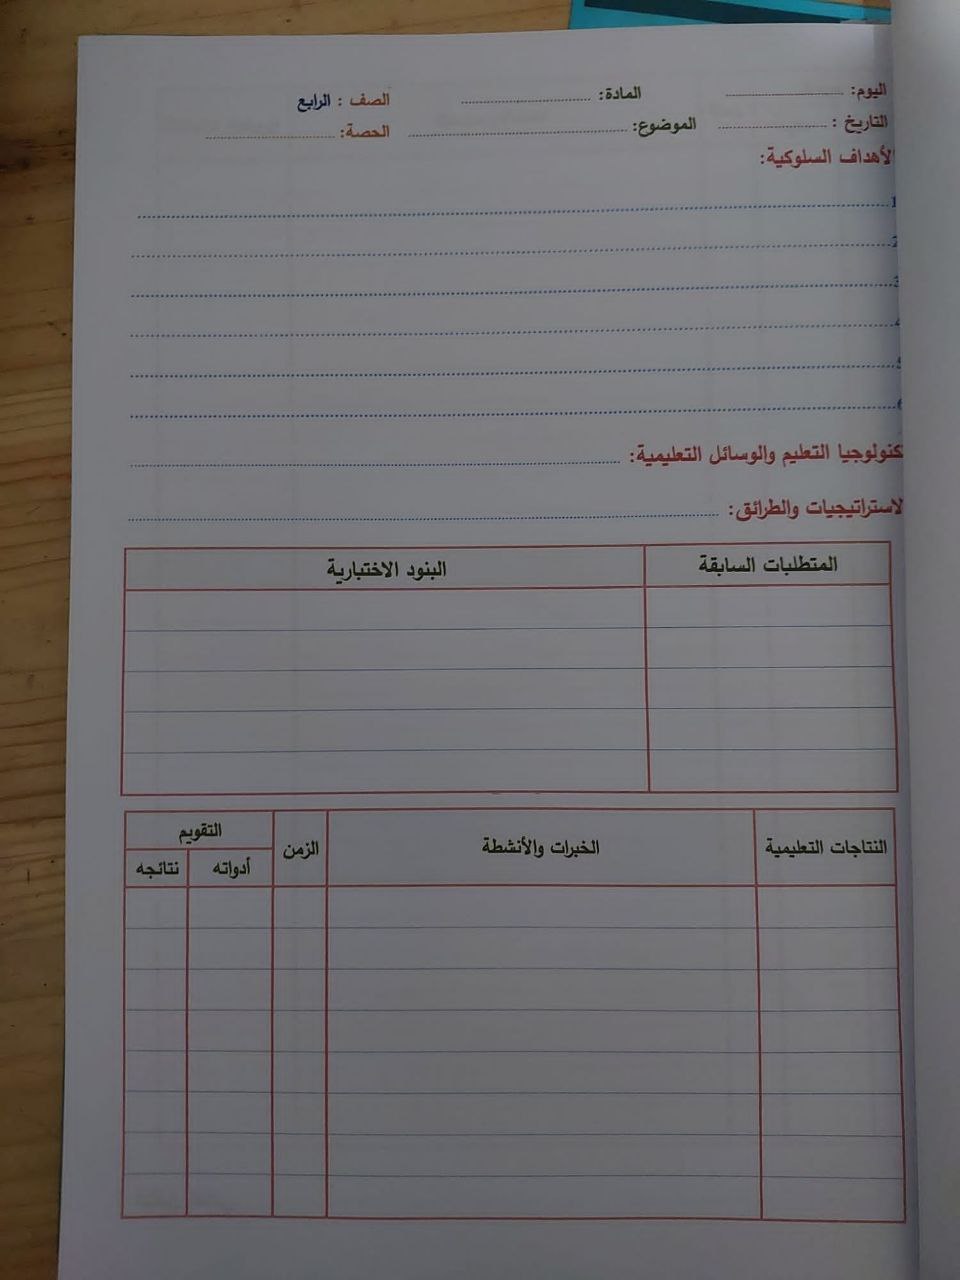 اليوم: ........................ المادة: ........................ الصف : الرابع
التاريخ : ........................ الموضوع: ........................ الحصة: ........................
الأهداف السلوكية:
1
2
3
4
5
6
تكنولوجيا التعليم والوسائل التعليمية: ........................
الاستراتيجيات والطرائق: ........................
المتطلبات السابقة البنود الاختبارية
النتاجات التعليمية الخبرات والأنشطة الزمن التقويم
أدواته نتائجه